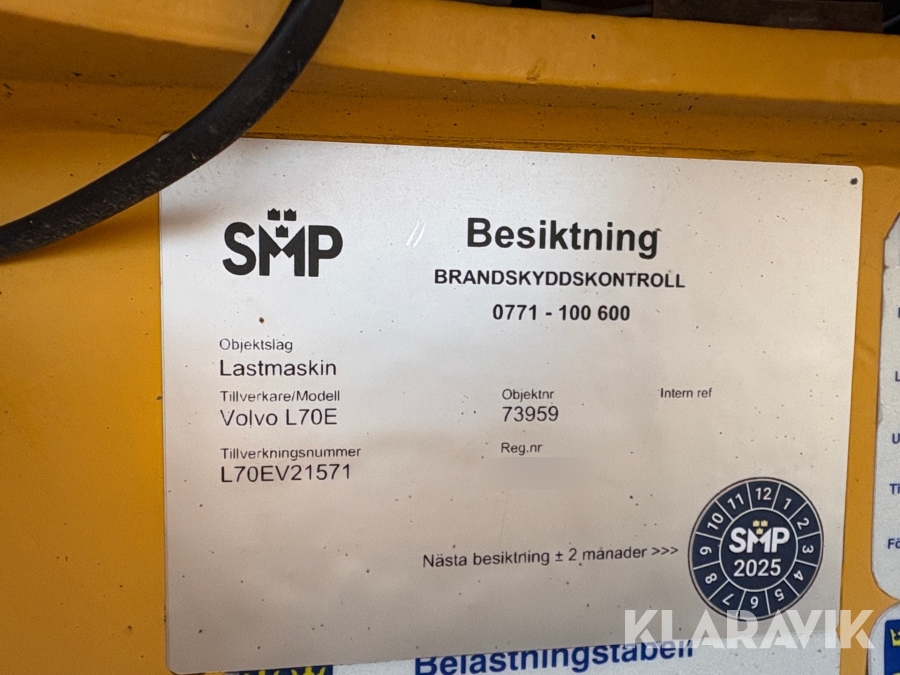 SMP
Besiktning
BRANDSKYDDSKONTROLL
0771 - 100 600
Objektslag
Lastmaskin
Tillverkare/Modell
Volvo L70E
Objektnr
73959
Intern ref
Tillverkningsnummer
L70EV21571
Reg.nr
Nästa besiktning ± 2 månader >>>
12 1 2 3 4 5 6 7 8 9 10 11
SMP
2025
KLARAVIK
Belastningstabell